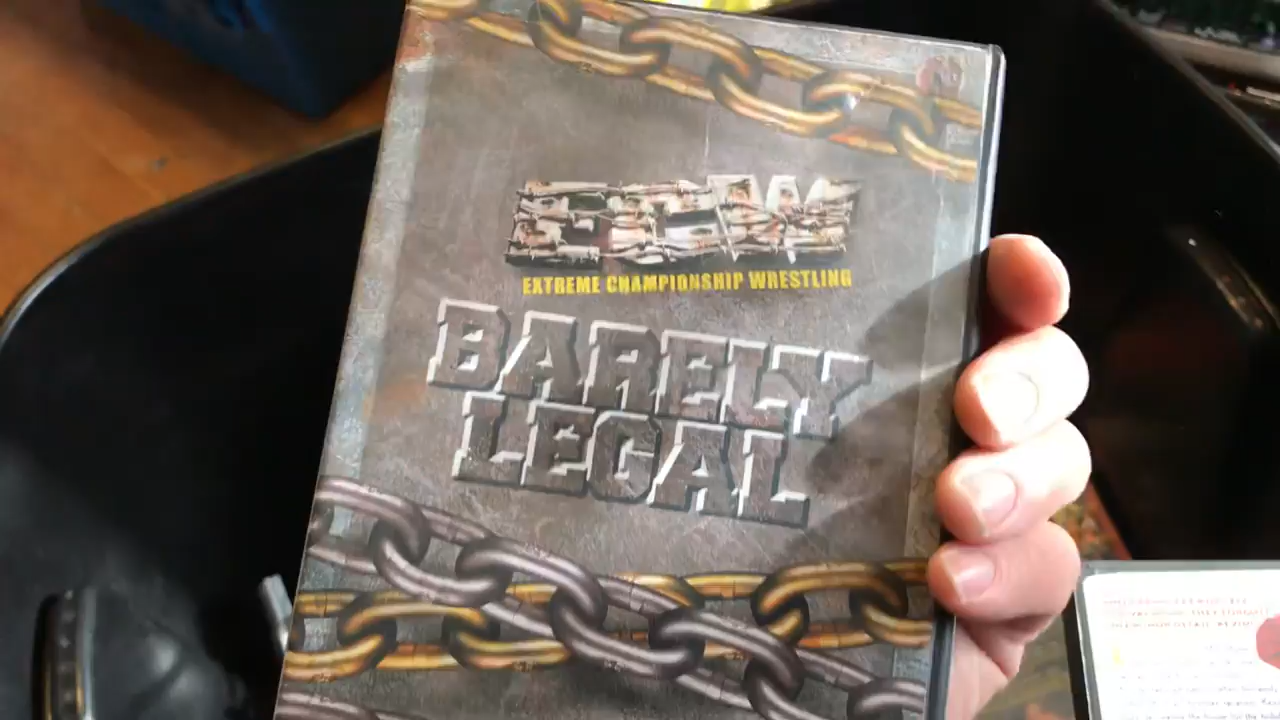 ECW
EXTREME CHAMPIONSHIP WRESTLING
BARELY
LEGAL